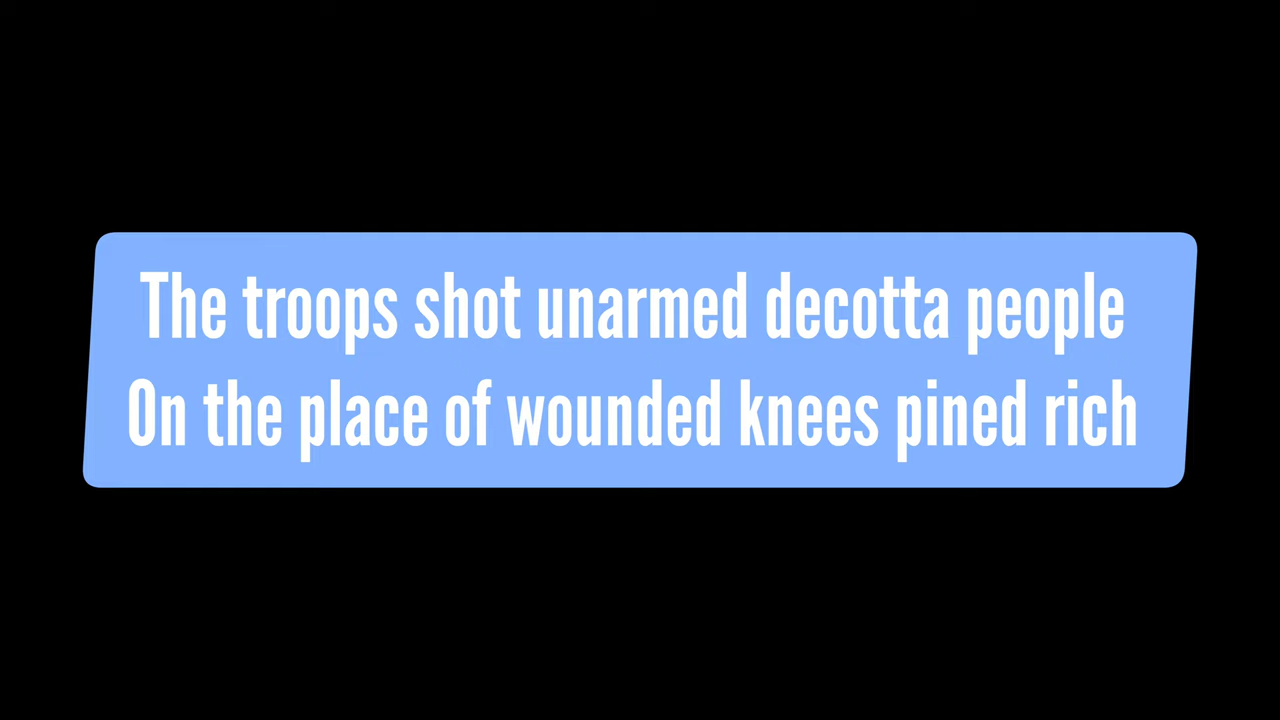 The troops shot unarmed decotta people
On the place of wounded knees pined rich